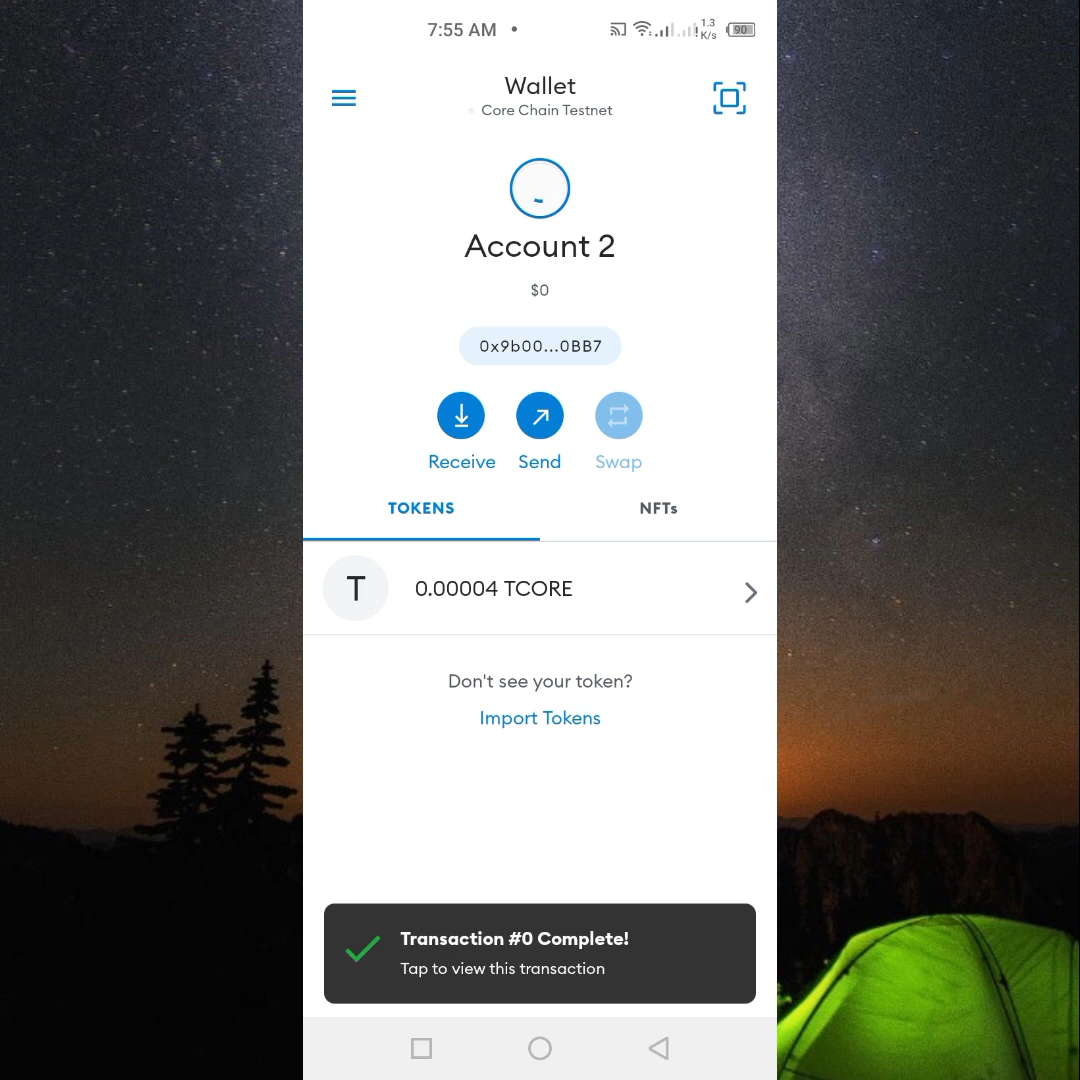 7:55 AM •
1.3
K/s
90
Wallet
Core Chain Testnet
Account 2
$0
0x9b00...0BB7
Receive
Send
Swap
TOKENS
NFTs
T
0.00004 TCORE
Don't see your token?
Import Tokens
Transaction #0 Complete!
Tap to view this transaction